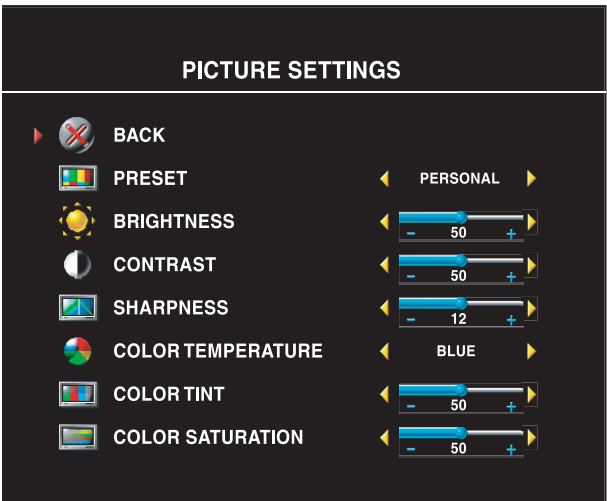 PICTURE SETTINGS
BACK
PRESET PERSONAL
BRIGHTNESS - 50 +
CONTRAST - 50 +
SHARPNESS - 12 +
COLOR TEMPERATURE BLUE
COLOR TINT - 50 +
COLOR SATURATION - 50 +